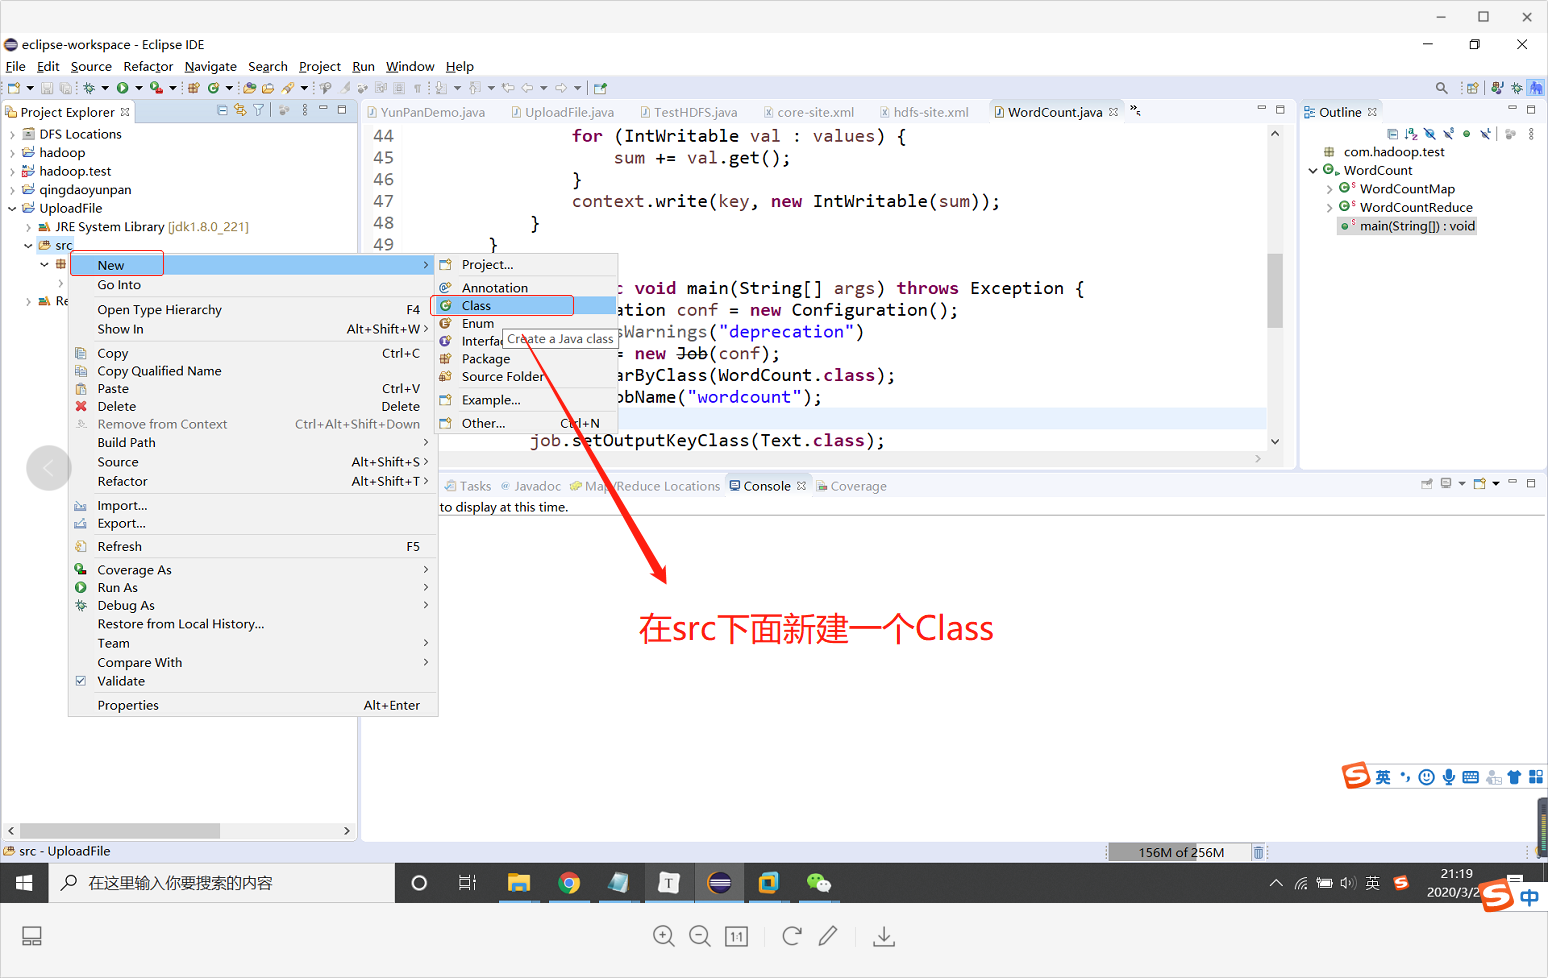 eclipse-workspace - Eclipse IDE
File Edit Source Refactor Navigate Search Project Run Window Help
Project Explorer
YunPanDemo.java UploadFile.java TestHDFS.java core-site.xml hdfs-site.xml WordCount.java
Outline
DFS Locations
hadoop
hadoop.test
qingdaoyunpan
UploadFile
JRE System Library [jdk1.8.0_221]
src
44 for (IntWritable val : values) {
45 sum += val.get();
46 }
47 context.write(key, new IntWritable(sum));
48 }
49 }
c void main(String[] args) throws Exception {
ation conf = new Configuration();
sWarnings("deprecation")
= new Job(conf);
arByClass(WordCount.class);
obName("wordcount");
job.setOutputKeyClass(Text.class);
com.hadoop.test
WordCount
WordCountMap
WordCountReduce
main(String[]) : void
New
Go Into
Open Type Hierarchy F4
Show In Alt+Shift+W
Copy Ctrl+C
Copy Qualified Name
Paste Ctrl+V
Delete Delete
Remove from Context Ctrl+Alt+Shift+Down
Build Path
Source Alt+Shift+S
Refactor Alt+Shift+T
Import...
Export...
Refresh F5
Coverage As
Run As
Debug As
Restore from Local History...
Team
Compare With
Validate
Properties Alt+Enter
Project...
Annotation
Class
Enum
Interfa
Create a Java class
Package
Source Folder
Example...
Other... Ctrl+N
Tasks Javadoc Map/Reduce Locations Console Coverage
to display at this time.
在src下面新建一个Class
英
src - UploadFile
156M of 256M
在这里输入你要搜索的内容
英
21:19
2020/3/2
中
1:1